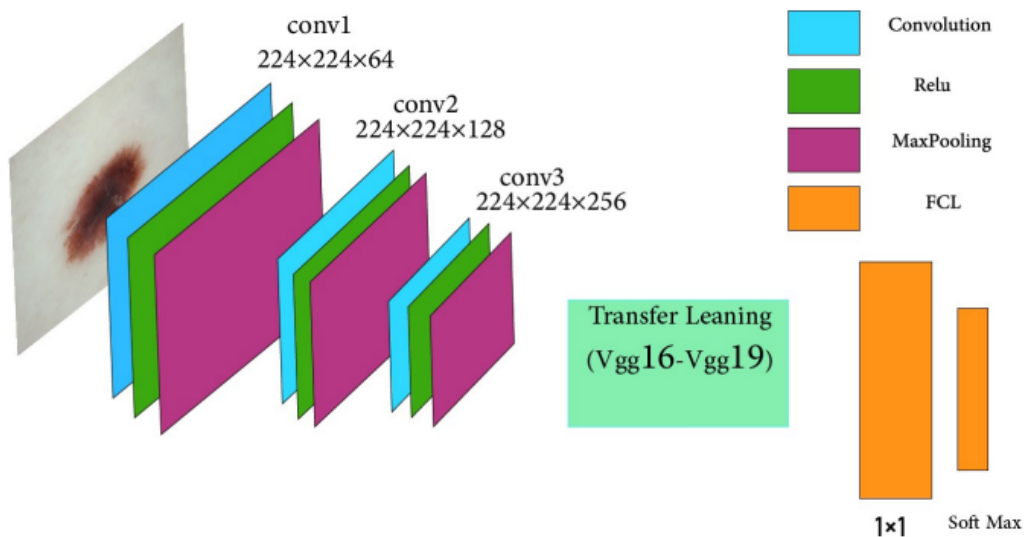 conv1
224×224×64
conv2
224×224×128
conv3
224×224×256
Convolution
Relu
MaxPooling
FCL
Transfer Leaning
(Vgg16-Vgg19)
1×1
Soft Max